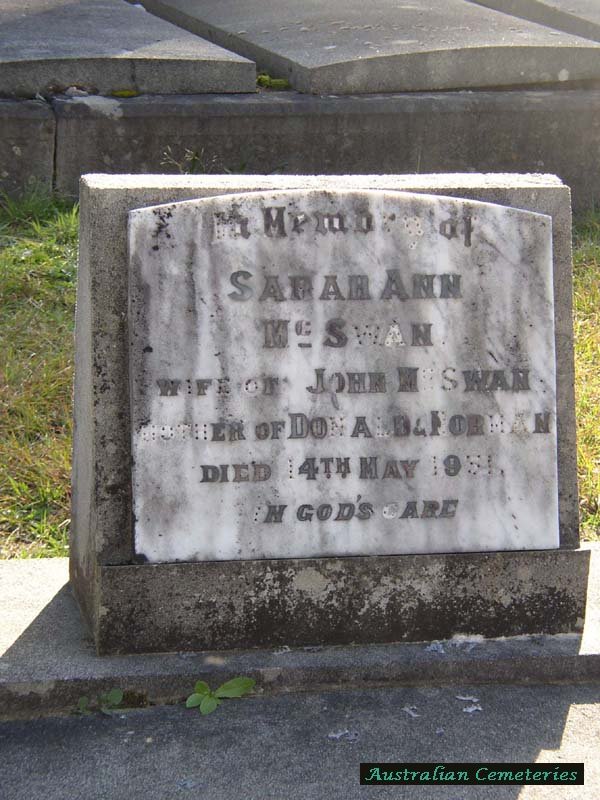 In Memory of
SARAH ANN
McSWAN
WIFE OF JOHN McSWAN
MOTHER OF DONALD & NORMAN
DIED 14TH MAY
IN GOD'S CARE
Australian Cemeteries